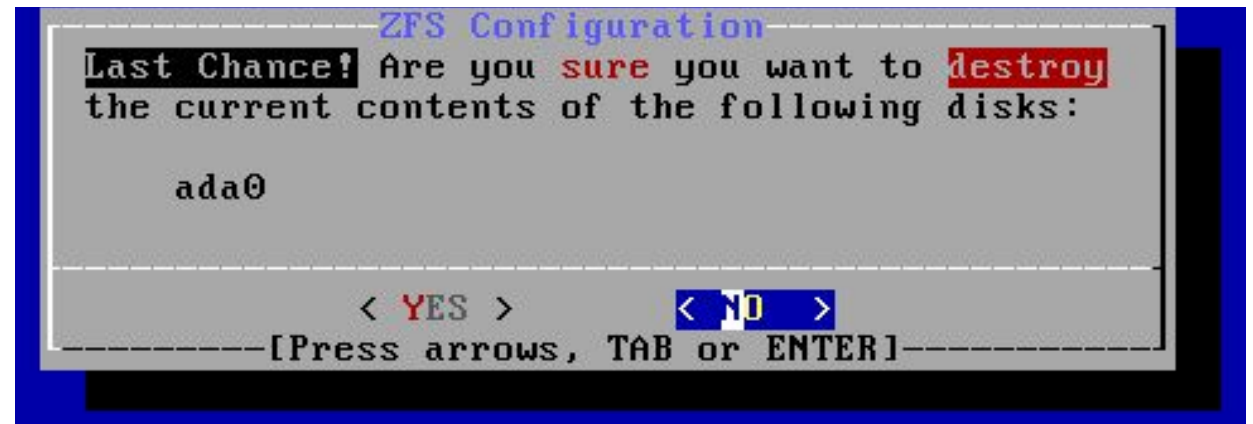 ZFS Configuration
Last Chance! Are you sure you want to destroy
the current contents of the following disks:
ada0
< YES > < NO >
[Press arrows, TAB or ENTER]